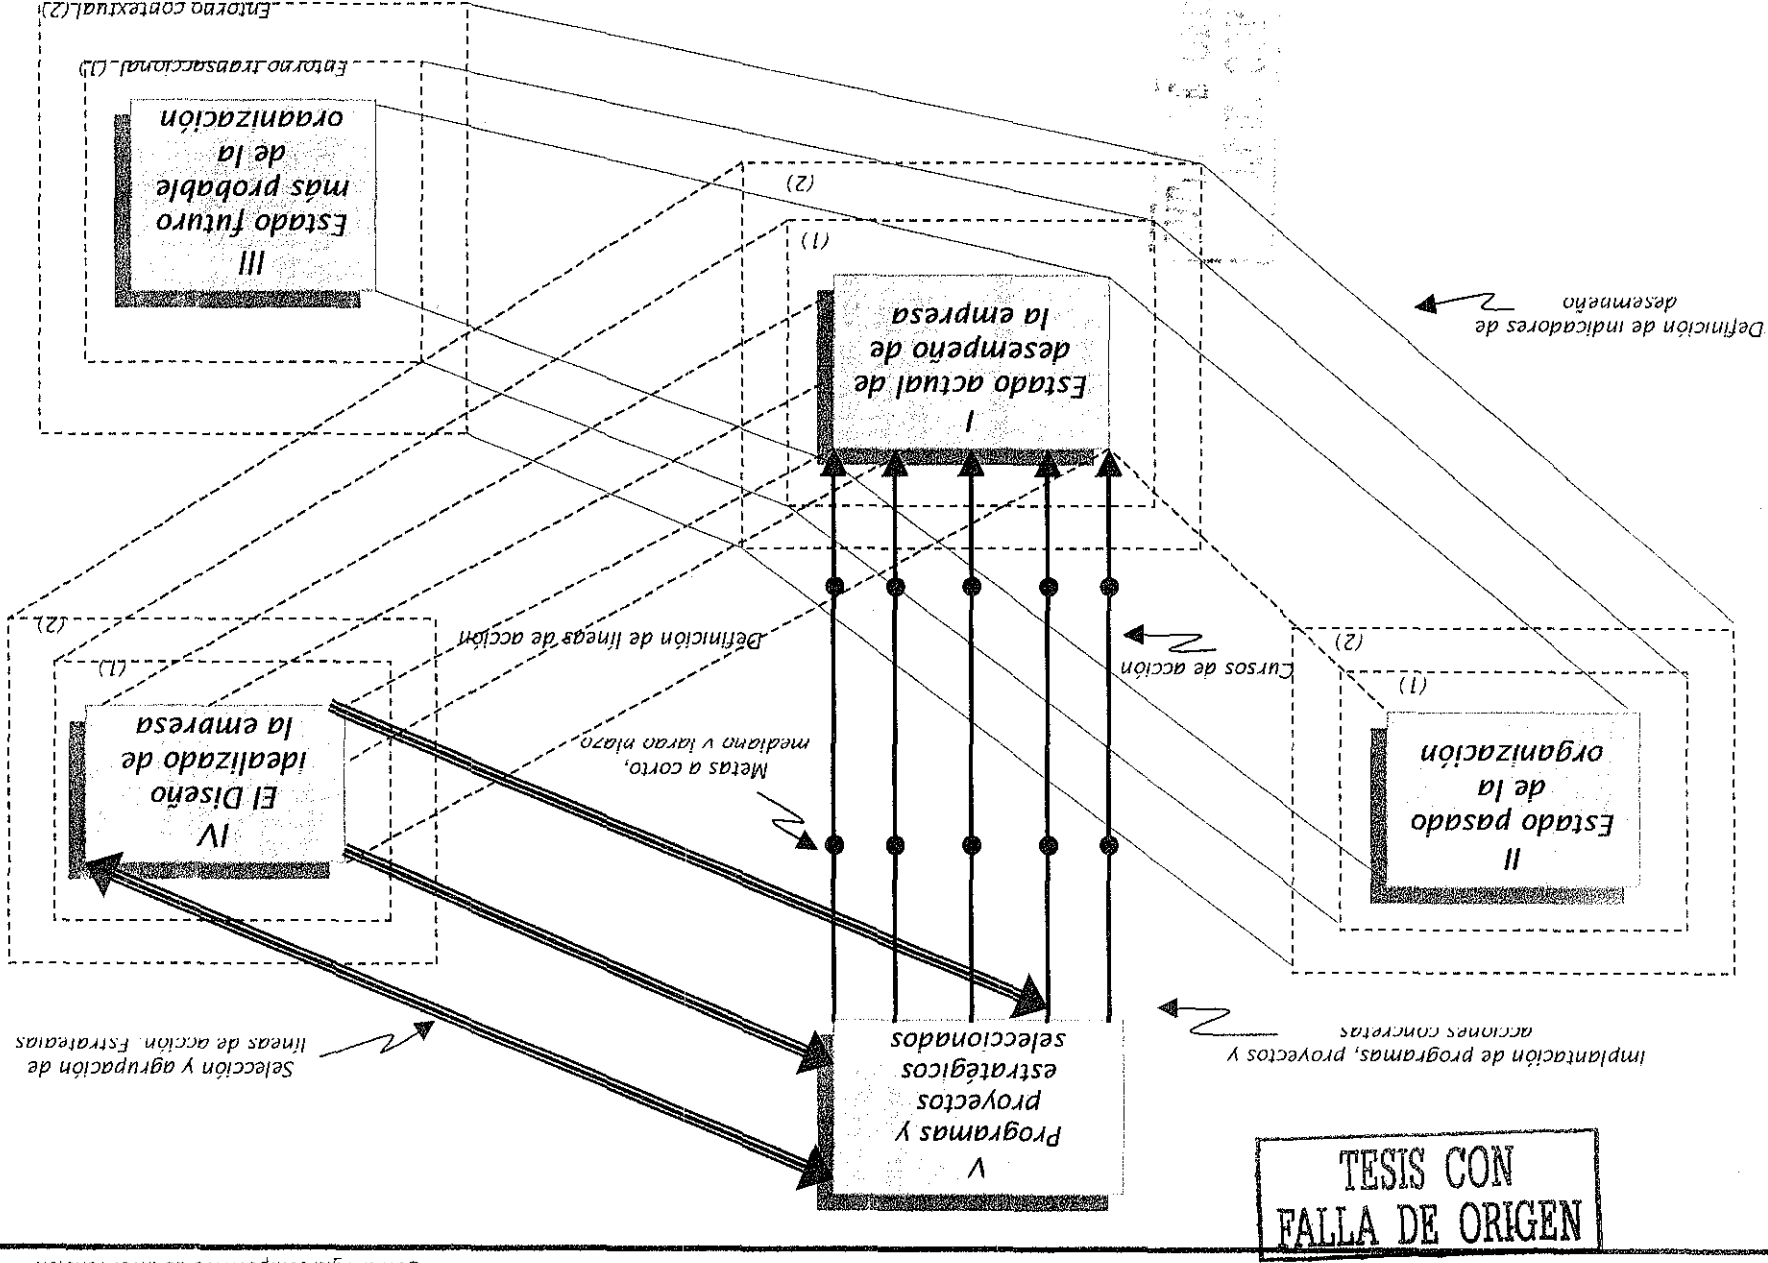 V
Programas y
proyectos
estratégicos
seleccionados
Implantación de programas, proyectos y
acciones concretas
Selección y agrupación de
líneas de acción. Estrategias
II
Estado pasado
de la
organización
(1)
(2)
Metas a corto,
mediano y largo plazo
IV
El Diseño
idealizado de
la empresa
(1)
(2)
Cursos de acción
Definición de líneas de acción
Definición de indicadores de
desempeño
I
Estado actual de
desempeño de
la empresa
(1)
(2)
III
Estado futuro
más probable
de la
organización
Entorno transaccional (1)
Entorno contextual (2)
TESIS CON
FALLA DE ORIGEN